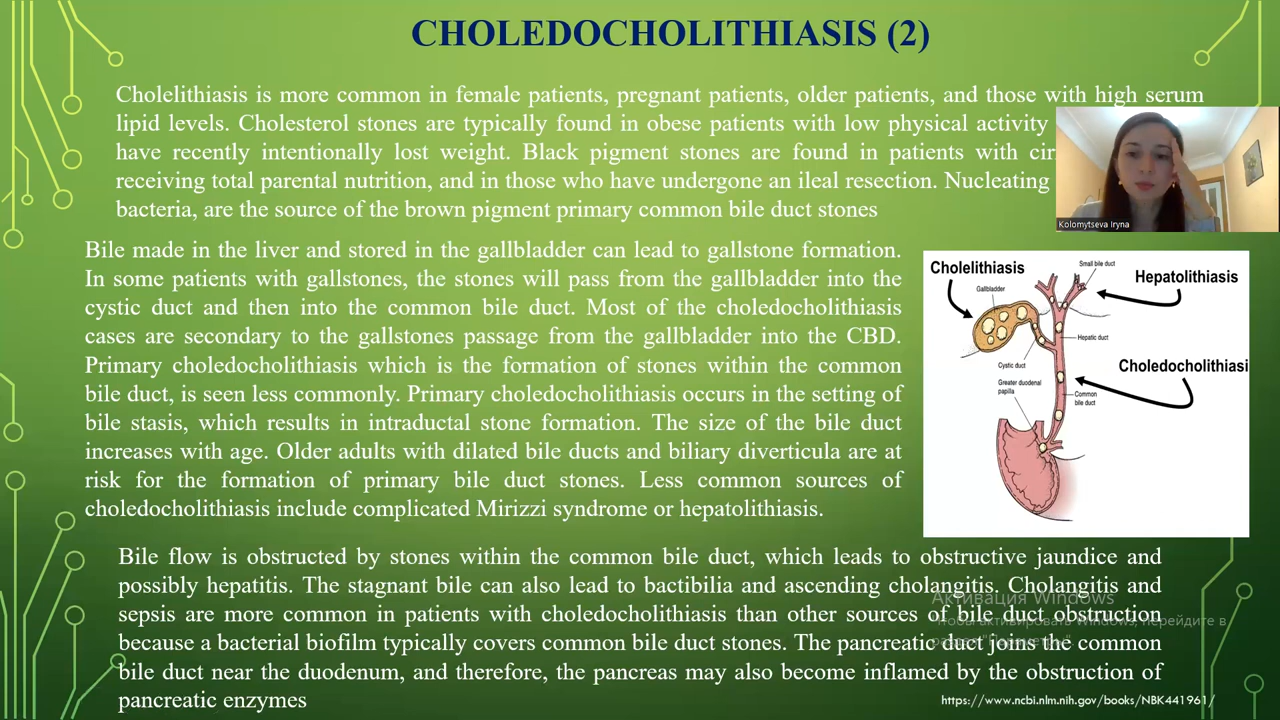 CHOLEDOCHOLITHIASIS (2)
Cholelithiasis is more common in female patients, pregnant patients, older patients, and those with high serum
lipid levels. Cholesterol stones are typically found in obese patients with low physical activity
have recently intentionally lost weight. Black pigment stones are found in patients with
receiving total parental nutrition, and in those who have undergone an ileal resection. Nucleating
bacteria, are the source of the brown pigment primary common bile duct stones
Kolomytseva Iryna
Bile made in the liver and stored in the gallbladder can lead to gallstone formation.
In some patients with gallstones, the stones will pass from the gallbladder into the
cystic duct and then into the common bile duct. Most of the choledocholithiasis
cases are secondary to the gallstones passage from the gallbladder into the CBD.
Primary choledocholithiasis which is the formation of stones within the common
bile duct, is seen less commonly. Primary choledocholithiasis occurs in the setting of
bile stasis, which results in intraductal stone formation. The size of the bile duct
increases with age. Older adults with dilated bile ducts and biliary diverticula are at
risk for the formation of primary bile duct stones. Less common sources of
choledocholithiasis include complicated Mirizzi syndrome or hepatolithiasis.
Cholelithiasis
Small bile duct
Hepatolithiasis
Gallbladder
Hepatic duct
Cystic duct
Choledocholithiasi
Greater duodenal
papilla
Common
bile duct
Bile flow is obstructed by stones within the common bile duct, which leads to obstructive jaundice and
possibly hepatitis. The stagnant bile can also lead to bactibilia and ascending cholangitis. Cholangitis and
sepsis are more common in patients with choledocholithiasis than other sources of bile duct obstruction
because a bacterial biofilm typically covers common bile duct stones. The pancreatic duct joins the common
bile duct near the duodenum, and therefore, the pancreas may also become inflamed by the obstruction of
pancreatic enzymes
Активация Windows
Чтобы активировать Windows, перейдите в
раздел "Параметры".
https://www.ncbi.nlm.nih.gov/books/NBK441961/